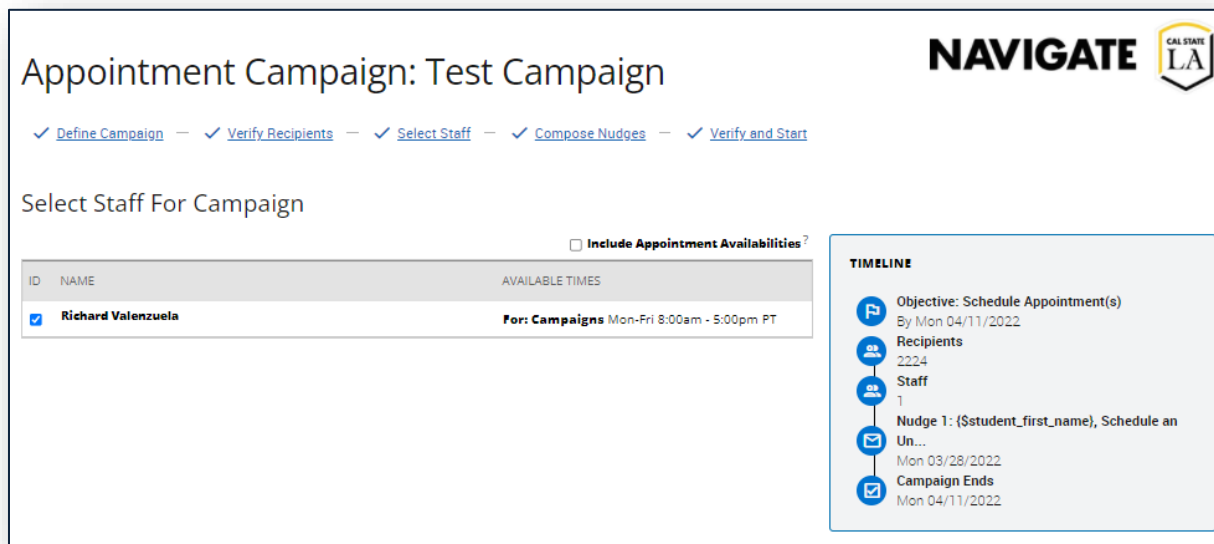 NAVIGATE
CAL STATE
LA
Appointment Campaign: Test Campaign
Define Campaign — Verify Recipients — Select Staff — Compose Nudges — Verify and Start
Select Staff For Campaign
Include Appointment Availabilities ?
ID NAME AVAILABLE TIMES
Richard Valenzuela For: Campaigns Mon-Fri 8:00am - 5:00pm PT
TIMELINE
Objective: Schedule Appointment(s)
By Mon 04/11/2022
Recipients
2224
Staff
1
Nudge 1: {$student_first_name}, Schedule an
Un...
Mon 03/28/2022
Campaign Ends
Mon 04/11/2022